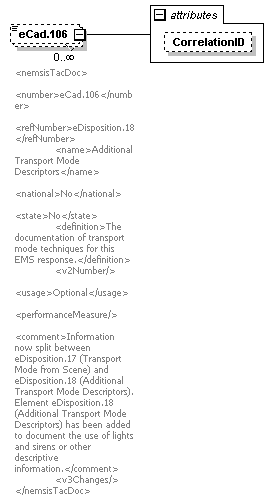 eCad.106
attributes
CorrelationID
0..∞
<nemsisTacDoc>
<number>eCad.106</numb
er>
<refNumber>eDisposition.18
</refNumber>
<name>Additional
Transport Mode
Descriptors</name>
<national>No</national>
<state>No</state>
<definition>The
documentation of transport
mode techniques for this
EMS response.</definition>
<v2Number/>
<usage>Optional</usage>
<performanceMeasure/>
<comment>Information
now split between
eDisposition.17 (Transport
Mode from Scene) and
eDisposition.18 (Additional
Transport Mode Descriptors).
Element eDisposition.18
(Additional Transport Mode
Descriptors) has been added
to document the use of lights
and sirens or other
descriptive
information.</comment>
<v3Changes/>
</nemsisTacDoc>